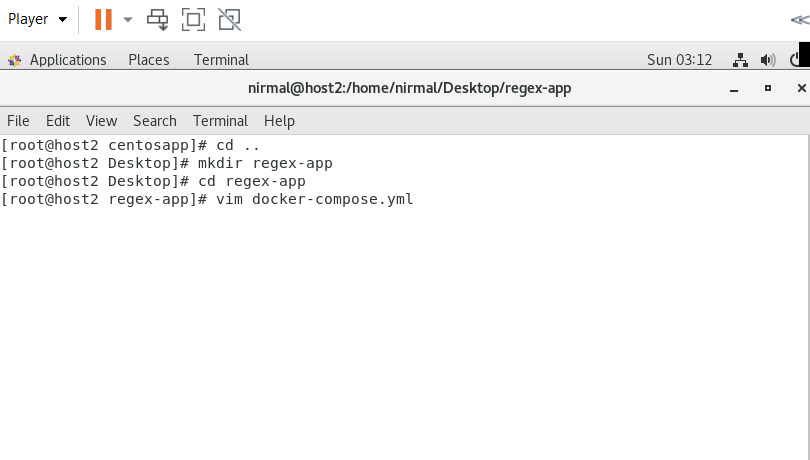 Player
Applications Places Terminal Sun 03:12
nirmal@host2:/home/nirmal/Desktop/regex-app
File Edit View Search Terminal Help
[root@host2 centosapp]# cd ..
[root@host2 Desktop]# mkdir regex-app
[root@host2 Desktop]# cd regex-app
[root@host2 regex-app]# vim docker-compose.yml